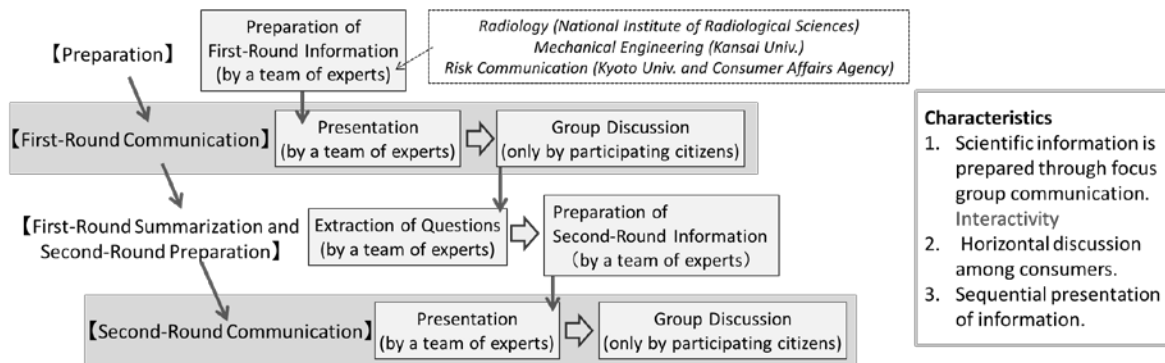 Preparation of
First-Round Information
(by a team of experts)
Radiology (National Institute of Radiological Sciences)
Mechanical Engineering (Kansai Univ.)
Risk Communication (Kyoto Univ. and Consumer Affairs Agency)
【Preparation】
【First-Round Communication】
Presentation
(by a team of experts)
Group Discussion
(only by participating citizens)
【First-Round Summarization and
Second-Round Preparation】
Extraction of Questions
(by a team of experts)
Preparation of
Second-Round Information
（by a team of experts）
【Second-Round Communication】
Presentation
(by a team of experts)
Group Discussion
(only by participating citizens)
Characteristics
1. Scientific information is
prepared through focus
group communication.
Interactivity
2. Horizontal discussion
among consumers.
3. Sequential presentation
of information.